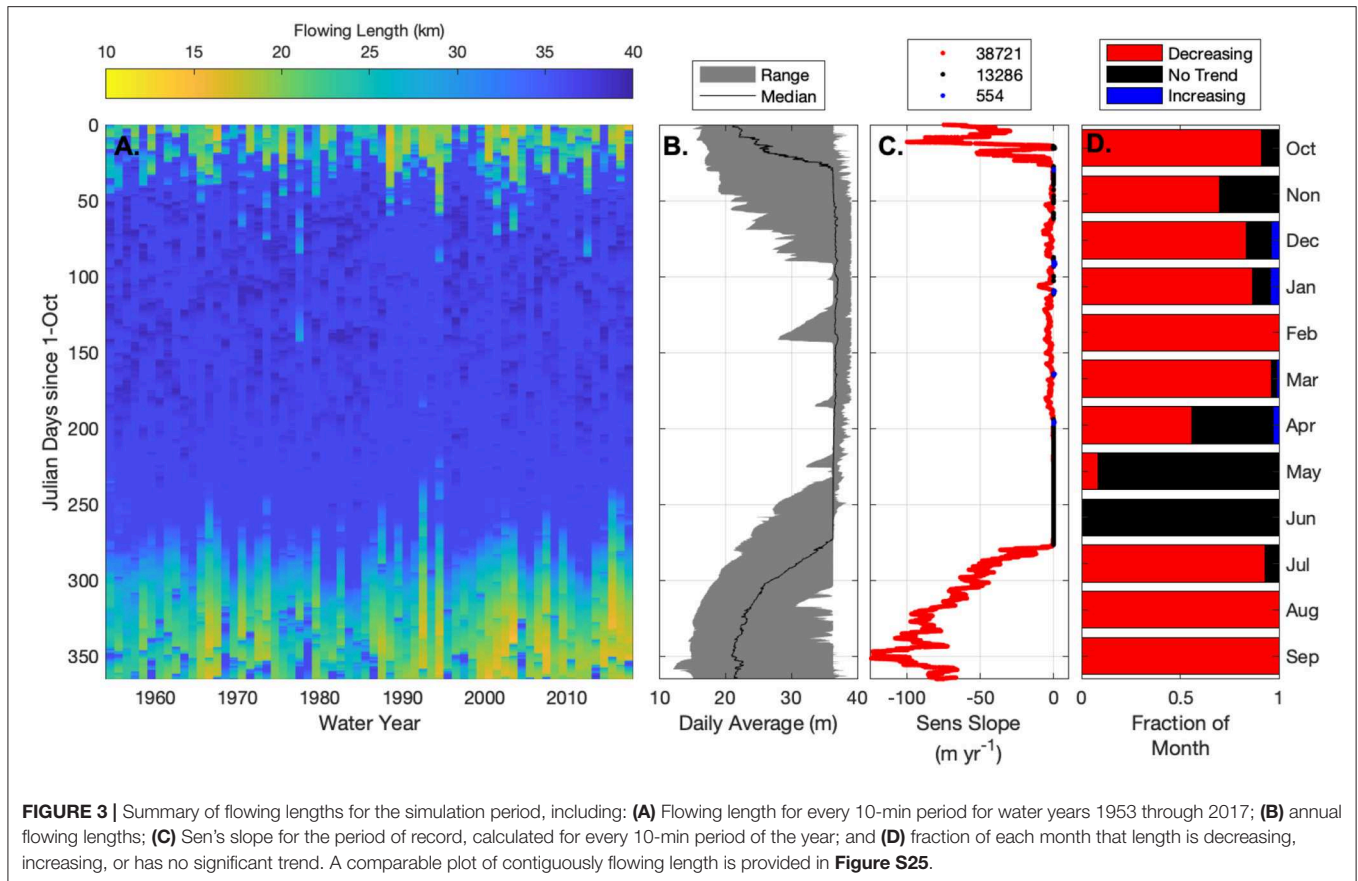 Flowing Length (km)
10 15 20 25 30 35 40
Range
Median
38721
13286
554
Decreasing
No Trend
Increasing
A.
B.
C.
D.
Julian Days since 1-Oct
0
50
100
150
200
250
300
350
1960 1970 1980 1990 2000 2010
Water Year
10 20 30 40
Daily Average (m)
-100 -50 0
Sens Slope
(m yr⁻¹)
Oct
Non
Dec
Jan
Feb
Mar
Apr
May
Jun
Jul
Aug
Sep
0 0.5 1
Fraction of
Month
FIGURE 3 | Summary of flowing lengths for the simulation period, including: (A) Flowing length for every 10-min period for water years 1953 through 2017; (B) annual
flowing lengths; (C) Sen's slope for the period of record, calculated for every 10-min period of the year; and (D) fraction of each month that length is decreasing,
increasing, or has no significant trend. A comparable plot of contiguously flowing length is provided in Figure S25.